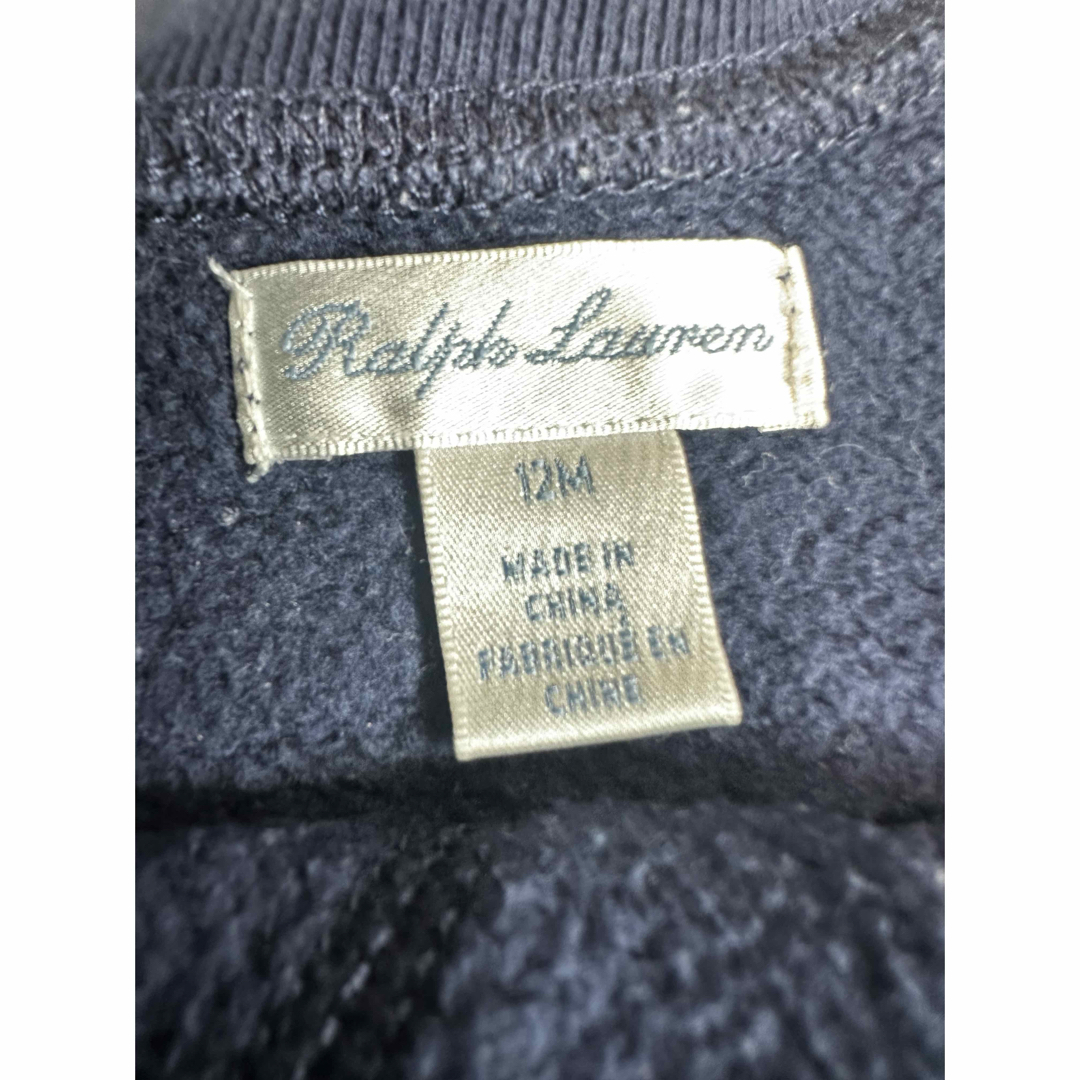 Ralph Lauren
12M
MADE IN
CHINA
FABRIQUÉ EN
CHINE